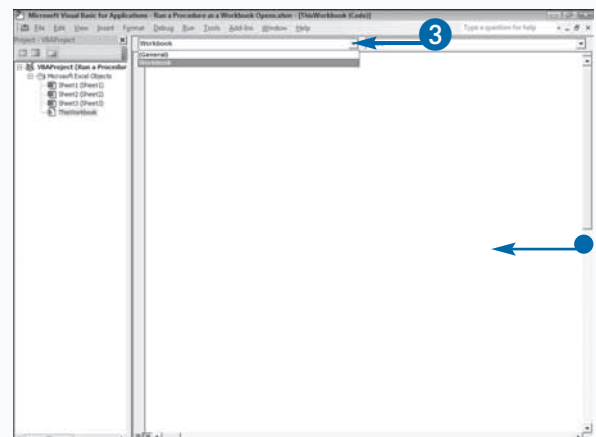 Microsoft Visual Basic for Applications - Run a Procedure as a Workbook Opens.xlsm - [ThisWorkbook (Code)]
File Edit View Insert Format Debug Run Tools Add-Ins Window Help Type a question for help
Project - VBAProject
Workbook
3
(General)
Workbook
VBAProject (Run a Procedur
Microsoft Excel Objects
Sheet1 (Sheet1)
Sheet2 (Sheet2)
Sheet3 (Sheet3)
ThisWorkbook